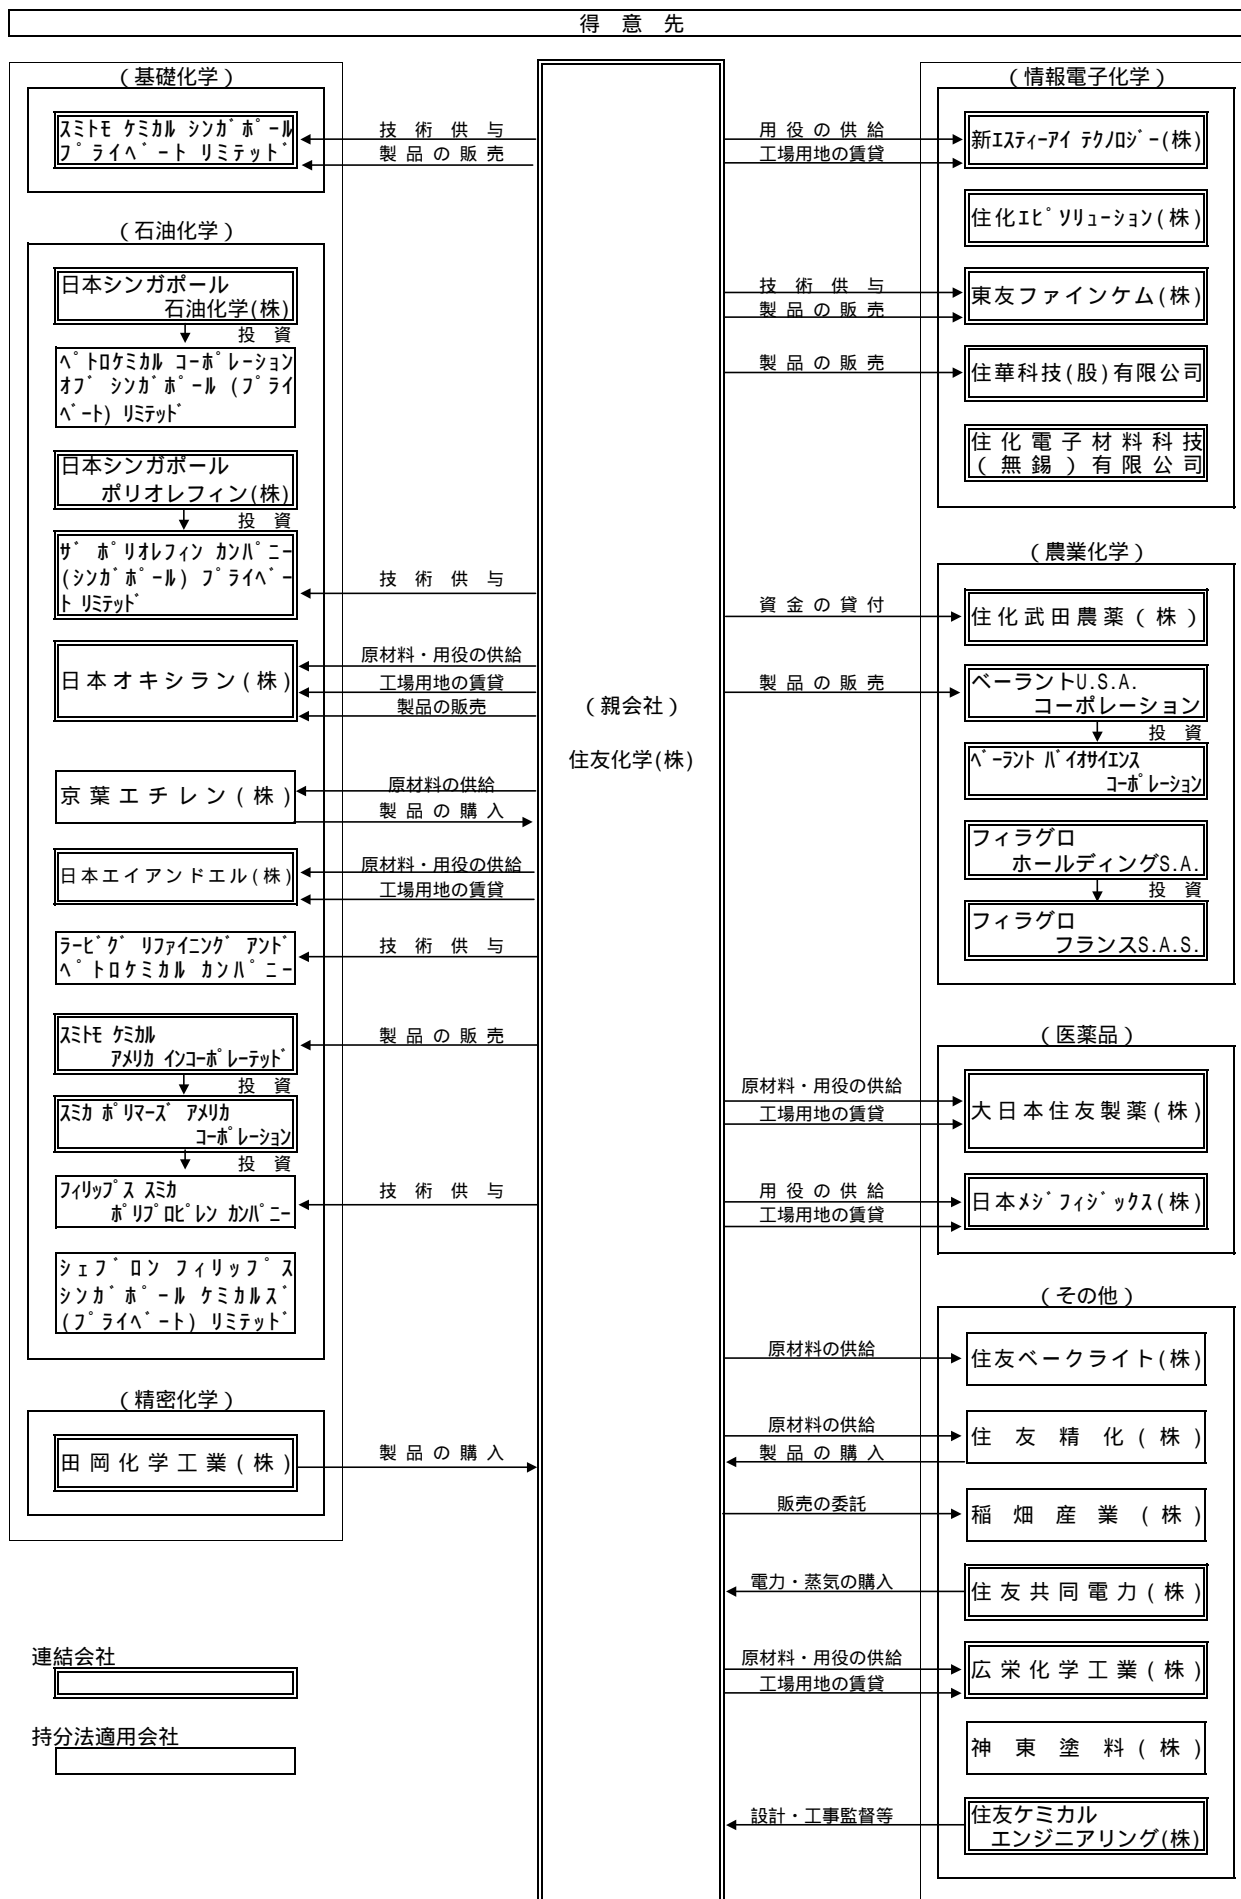 得 意 先
（基礎化学）
スミトモ ケミカル シンガポール
プライベート リミテッド
技 術 供 与
製 品 の 販 売
（石油化学）
日本シンガポール
石油化学(株)
投 資
ペトロケミカル コーポレーション
オブ シンガポール (プライ
ベート) リミテッド
日本シンガポール
ポリオレフィン(株)
投 資
ザ ポリオレフィン カンパニー
(シンガポール) プライベー
ト リミテッド
技 術 供 与
日本オキシラン(株)
原材料・用役の供給
工場用地の賃貸
製品の販売
京葉エチレン(株)
原材料の供給
製 品 の 購 入
日本エイアンドエル(株)
原材料・用役の供給
工場用地の賃貸
ラービグ リファイニング アンド
ペトロケミカル カンパニー
技 術 供 与
スミトモ ケミカル
アメリカ インコーポレーテッド
製 品 の 販 売
投 資
スミカ ポリマーズ アメリカ
コーポレーション
投 資
フィリップス スミカ
ポリプロピレン カンパニー
技 術 供 与
シェブロン フィリップス
シンガポール ケミカルズ
(プライベート) リミテッド
（精密化学）
田岡化学工業(株)
製 品 の 購 入
連結会社
持分法適用会社
（親会社）
住友化学(株)
（情報電子化学）
用 役 の 供 給
工場用地の賃貸
新エスティーアイ テクノロジー(株)
住化エピソリューション(株)
技 術 供 与
製 品 の 販 売
東友ファインケム(株)
製 品 の 販 売
住華科技(股)有限公司
住化電子材料科技
(無錫)有限公司
（農業化学）
資 金 の 貸 付
住化武田農薬(株)
製 品 の 販 売
ベーラントU.S.A.
コーポレーション
投 資
ベーラント バイオサイエンス
コーポレーション
フィラグロ
ホールディングS.A.
投 資
フィラグロ
フランスS.A.S.
（医薬品）
原材料・用役の供給
工場用地の賃貸
大日本住友製薬(株)
用 役 の 供 給
工場用地の賃貸
日本メジフィジックス(株)
（その他）
原材料の供給
住友ベークライト(株)
原材料の供給
製 品 の 購 入
住 友 精 化 (株)
販売の委託
稲 畑 産 業 (株)
電力・蒸気の購入
住友共同電力(株)
原材料・用役の供給
工場用地の賃貸
広栄化学工業(株)
神 東 塗 料 (株)
設計・工事監督等
住友ケミカル
エンジニアリング(株)